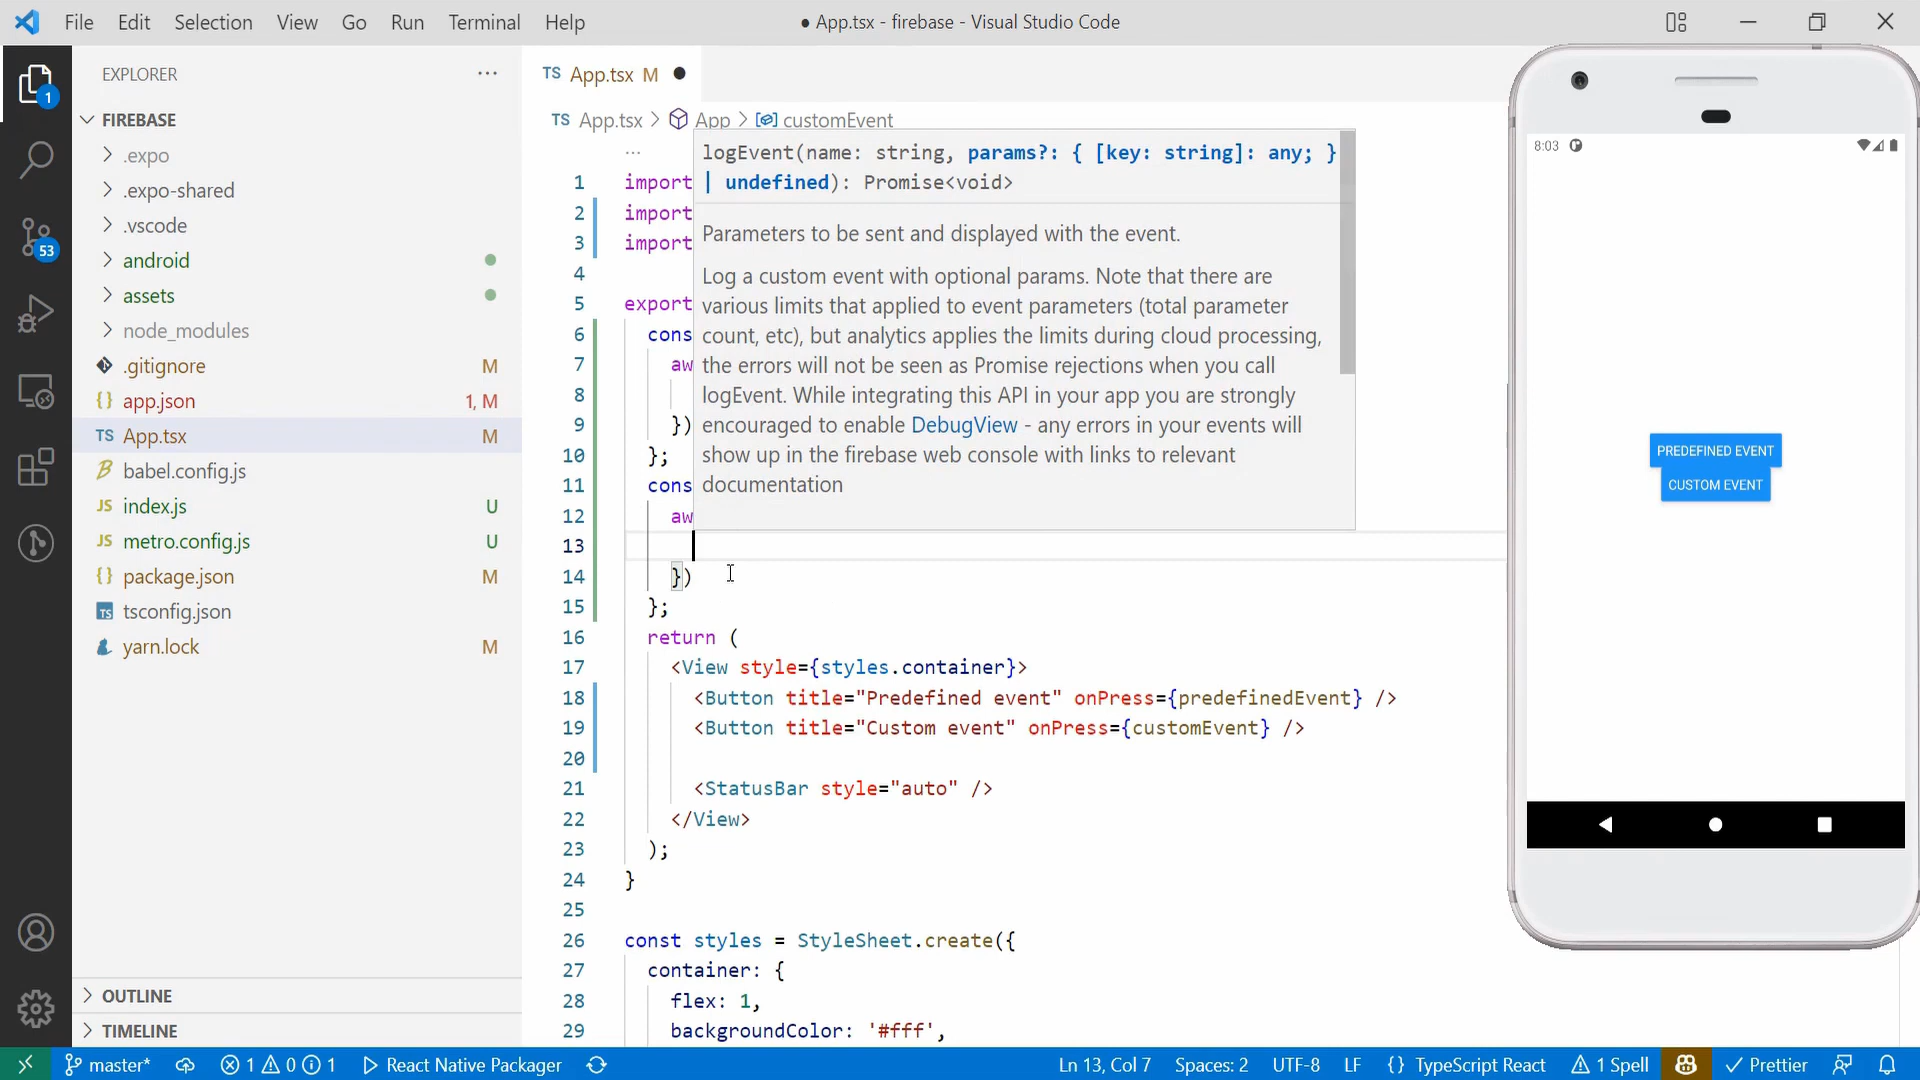 File Edit Selection View Go Run Terminal Help
● App.tsx - firebase - Visual Studio Code
EXPLORER
FIREBASE
.expo
.expo-shared
.vscode
android
assets
node_modules
.gitignore M
app.json 1, M
App.tsx M
babel.config.js
index.js U
metro.config.js U
package.json M
tsconfig.json
yarn.lock M
OUTLINE
TIMELINE
1
53
TS App.tsx M ●
TS App.tsx > App > customEvent
logEvent(name: string, params?: { [key: string]: any; }
| undefined): Promise<void>
Parameters to be sent and displayed with the event.
Log a custom event with optional params. Note that there are
various limits that applied to event parameters (total parameter
count, etc), but analytics applies the limits during cloud processing,
the errors will not be seen as Promise rejections when you call
logEvent. While integrating this API in your app you are strongly
encouraged to enable DebugView - any errors in your events will
show up in the firebase web console with links to relevant
documentation
1 import
2 import
3 import
4
5 export
6 cons
7 aw
8
9 })
10 };
11 cons
12 aw
13
14 })
15 };
16 return (
17 <View style={styles.container}>
18 <Button title="Predefined event" onPress={predefinedEvent} />
19 <Button title="Custom event" onPress={customEvent} />
20
21 <StatusBar style="auto" />
22 </View>
23 );
24 }
25
26 const styles = StyleSheet.create({
27 container: {
28 flex: 1,
29 backgroundColor: '#fff',
8:03
PREDEFINED EVENT
CUSTOM EVENT
master* 1 0 1 React Native Packager
Ln 13, Col 7 Spaces: 2 UTF-8 LF {} TypeScript React 1 Spell Prettier